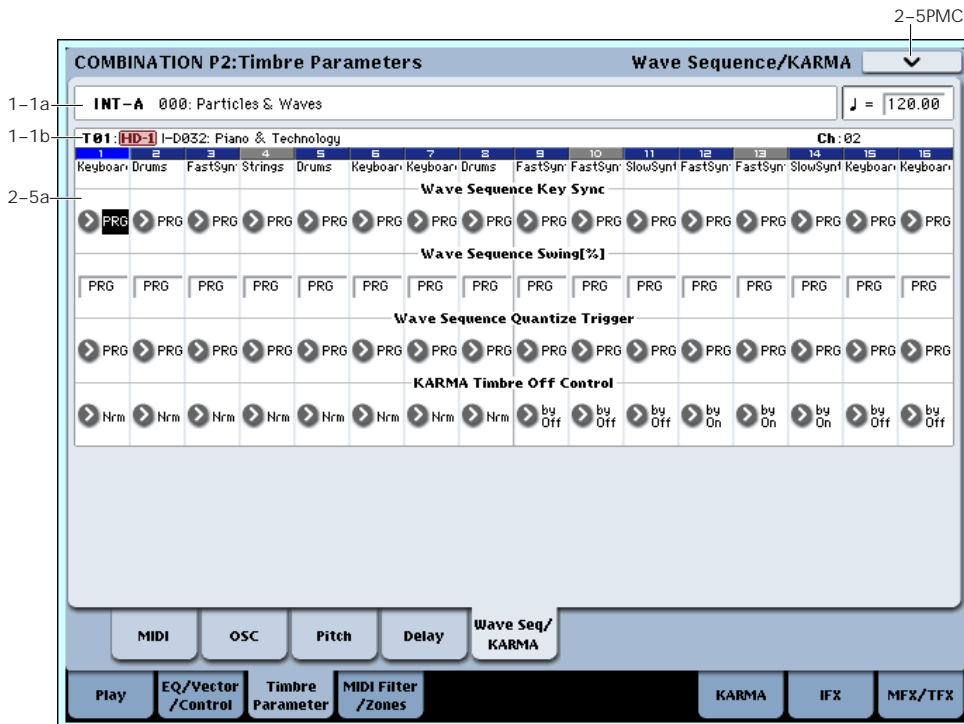 2–5PMC
COMBINATION P2:Timbre Parameters Wave Sequence/KARMA
1–1a
INT–A 000: Particles & Waves ♩ = 120.00
1–1b
T01:HD-1 I-D032: Piano & Technology Ch:02
1 2 3 4 5 6 7 8 9 10 11 12 13 14 15 16
Keyboar Drums FastSyn Strings Drums Keyboar Keyboar Drums FastSyn FastSyn SlowSynt FastSyn FastSyn SlowSynt Keyboar Keyboar
2–5a
Wave Sequence Key Sync
PRG PRG PRG PRG PRG PRG PRG PRG PRG PRG PRG PRG PRG PRG PRG PRG
Wave Sequence Swing[%]
PRG PRG PRG PRG PRG PRG PRG PRG PRG PRG PRG PRG PRG PRG PRG PRG
Wave Sequence Quantize Trigger
PRG PRG PRG PRG PRG PRG PRG PRG PRG PRG PRG PRG PRG PRG PRG PRG
KARMA Timbre Off Control
Nrm Nrm Nrm Nrm Nrm Nrm Nrm Nrm by by by by by by by by
Off Off Off On On On Off Off
MIDI OSC Pitch Delay Wave Seq/
KARMA
Play EQ/Vector Timbre MIDI Filter KARMA IFX MFX/TFX
/Control Parameter /Zones